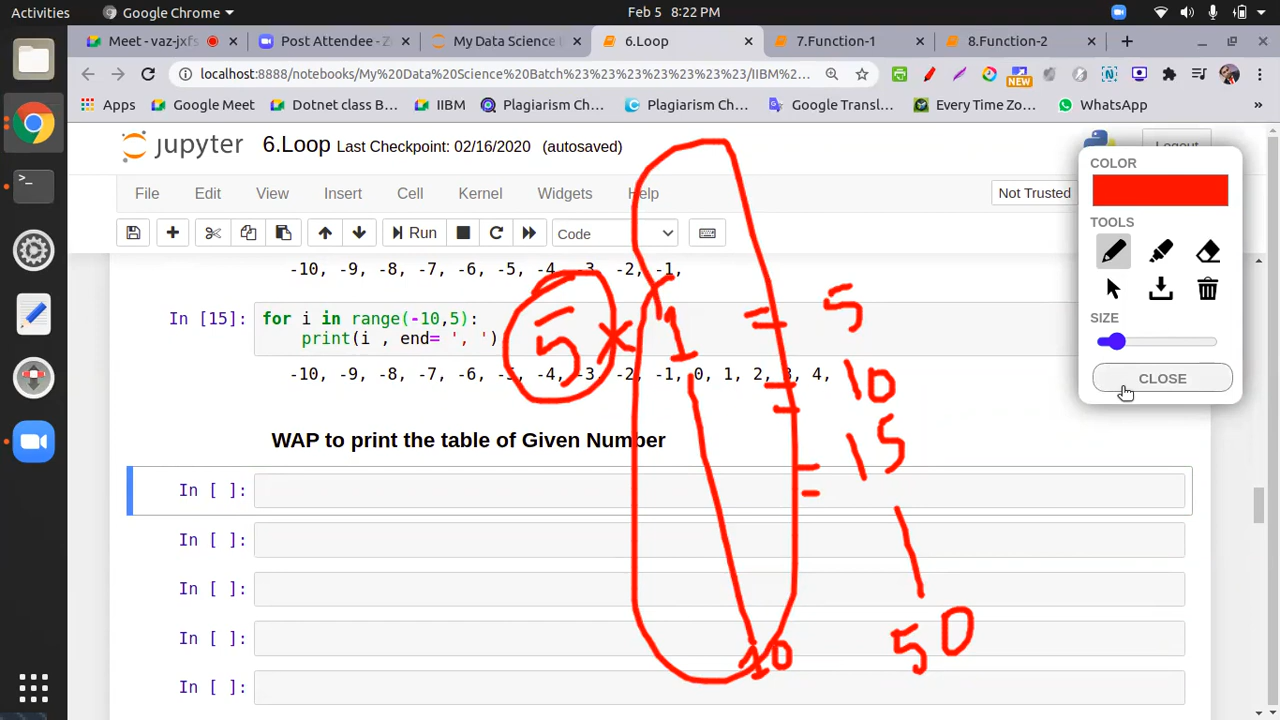 Activities Google Chrome Feb 5 8:22 PM
Meet - vaz-jxfs Post Attendee - Z My Data Science 6.Loop 7.Function-1 8.Function-2
localhost:8888/notebooks/My%20Data%20Science%20Batch%23%23%23%23%23%23/IIBM%2... NEW
Apps Google Meet Dotnet class B... IIBM Plagiarism Ch... Plagiarism Ch... Google Transl... Every Time Zo... WhatsApp »
jupyter 6.Loop Last Checkpoint: 02/16/2020 (autosaved) Logout
File Edit View Insert Cell Kernel Widgets Help Not Trusted
Run Code
-10, -9, -8, -7, -6, -5, -4, -3, -2, -1,
In [15]: for i in range(-10,5):
print(i , end= ', ')
-10, -9, -8, -7, -6, -5, -4, -3, -2, -1, 0, 1, 2, 3, 4,
WAP to print the table of Given Number
In [ ]:
In [ ]:
In [ ]:
In [ ]:
In [ ]:
COLOR
TOOLS
SIZE
CLOSE
5 x 1 = 5
= 10
= 15
10 50